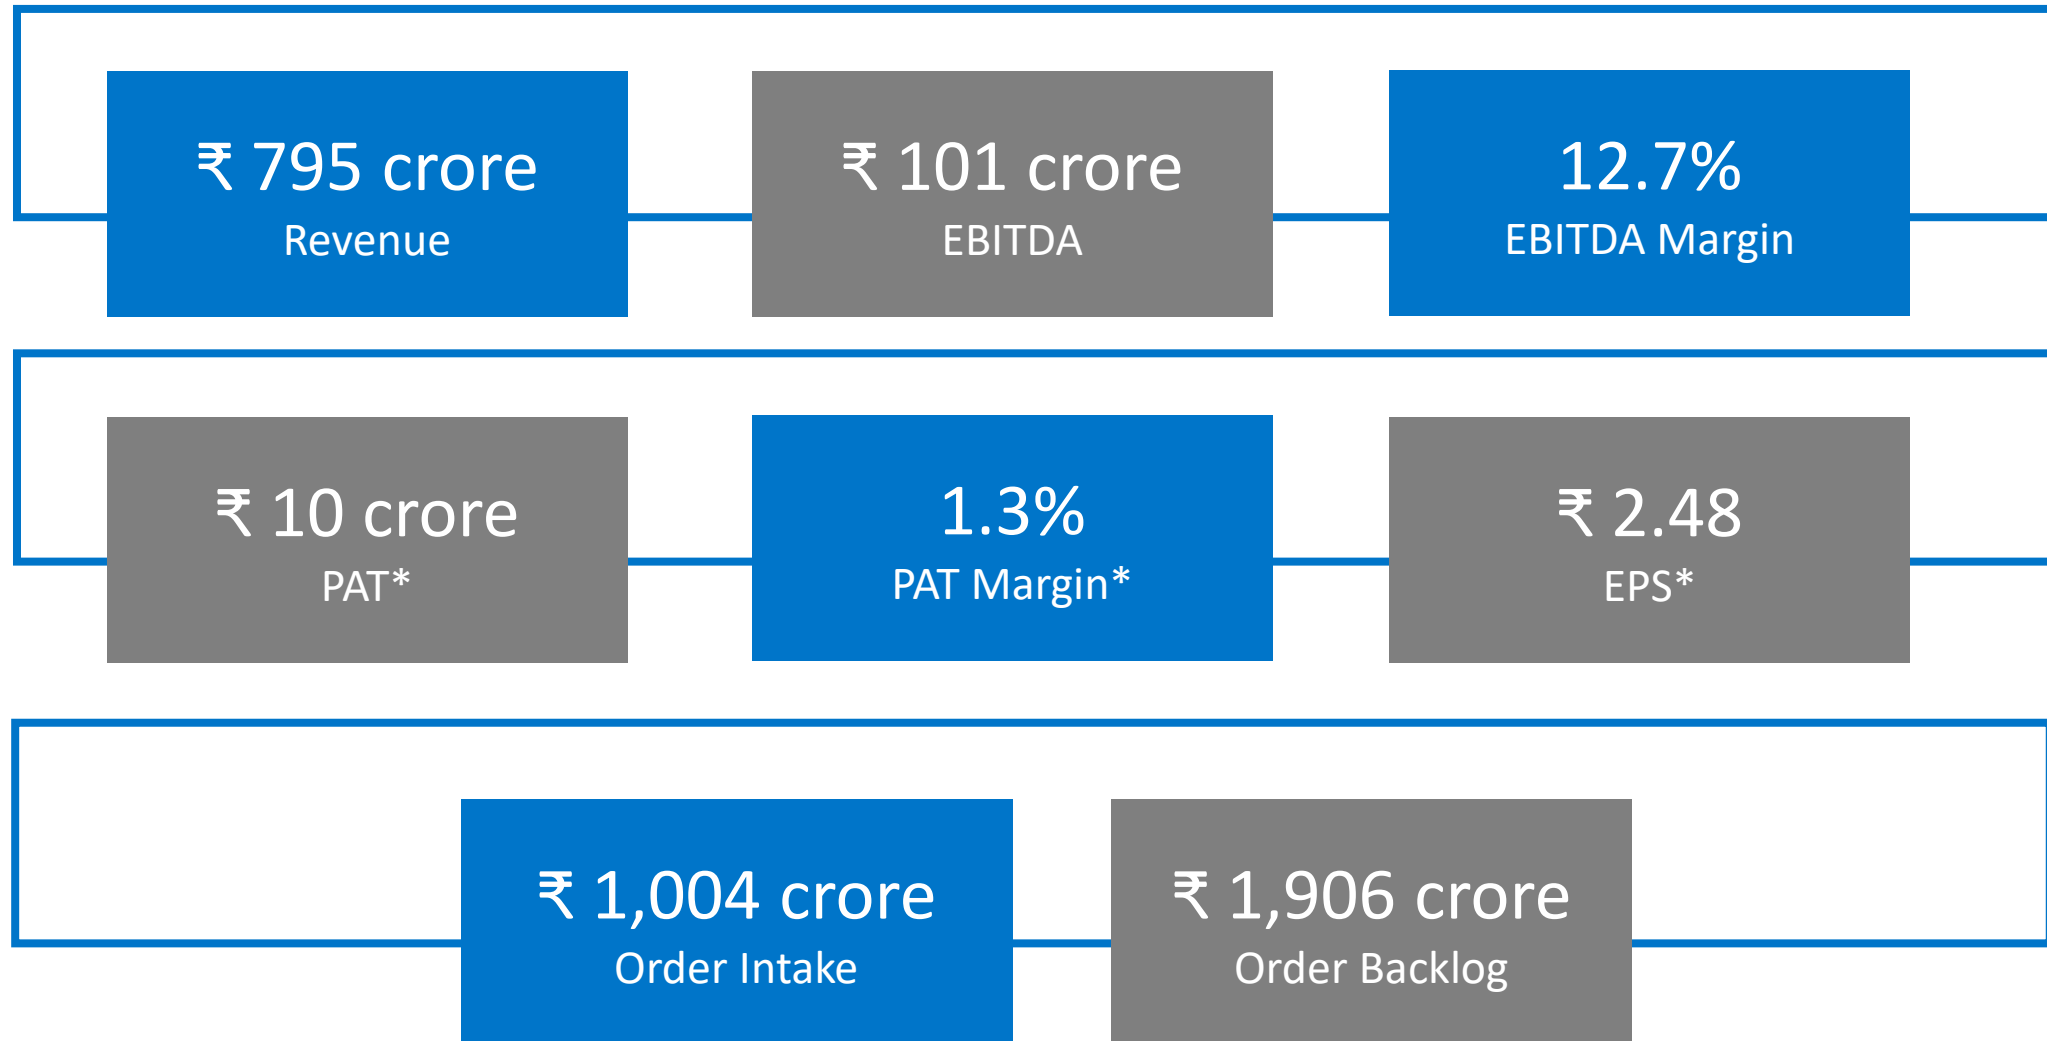 ₹ 795 crore
Revenue
₹ 101 crore
EBITDA
12.7%
EBITDA Margin
₹ 10 crore
PAT*
1.3%
PAT Margin*
₹ 2.48
EPS*
₹ 1,004 crore
Order Intake
₹ 1,906 crore
Order Backlog